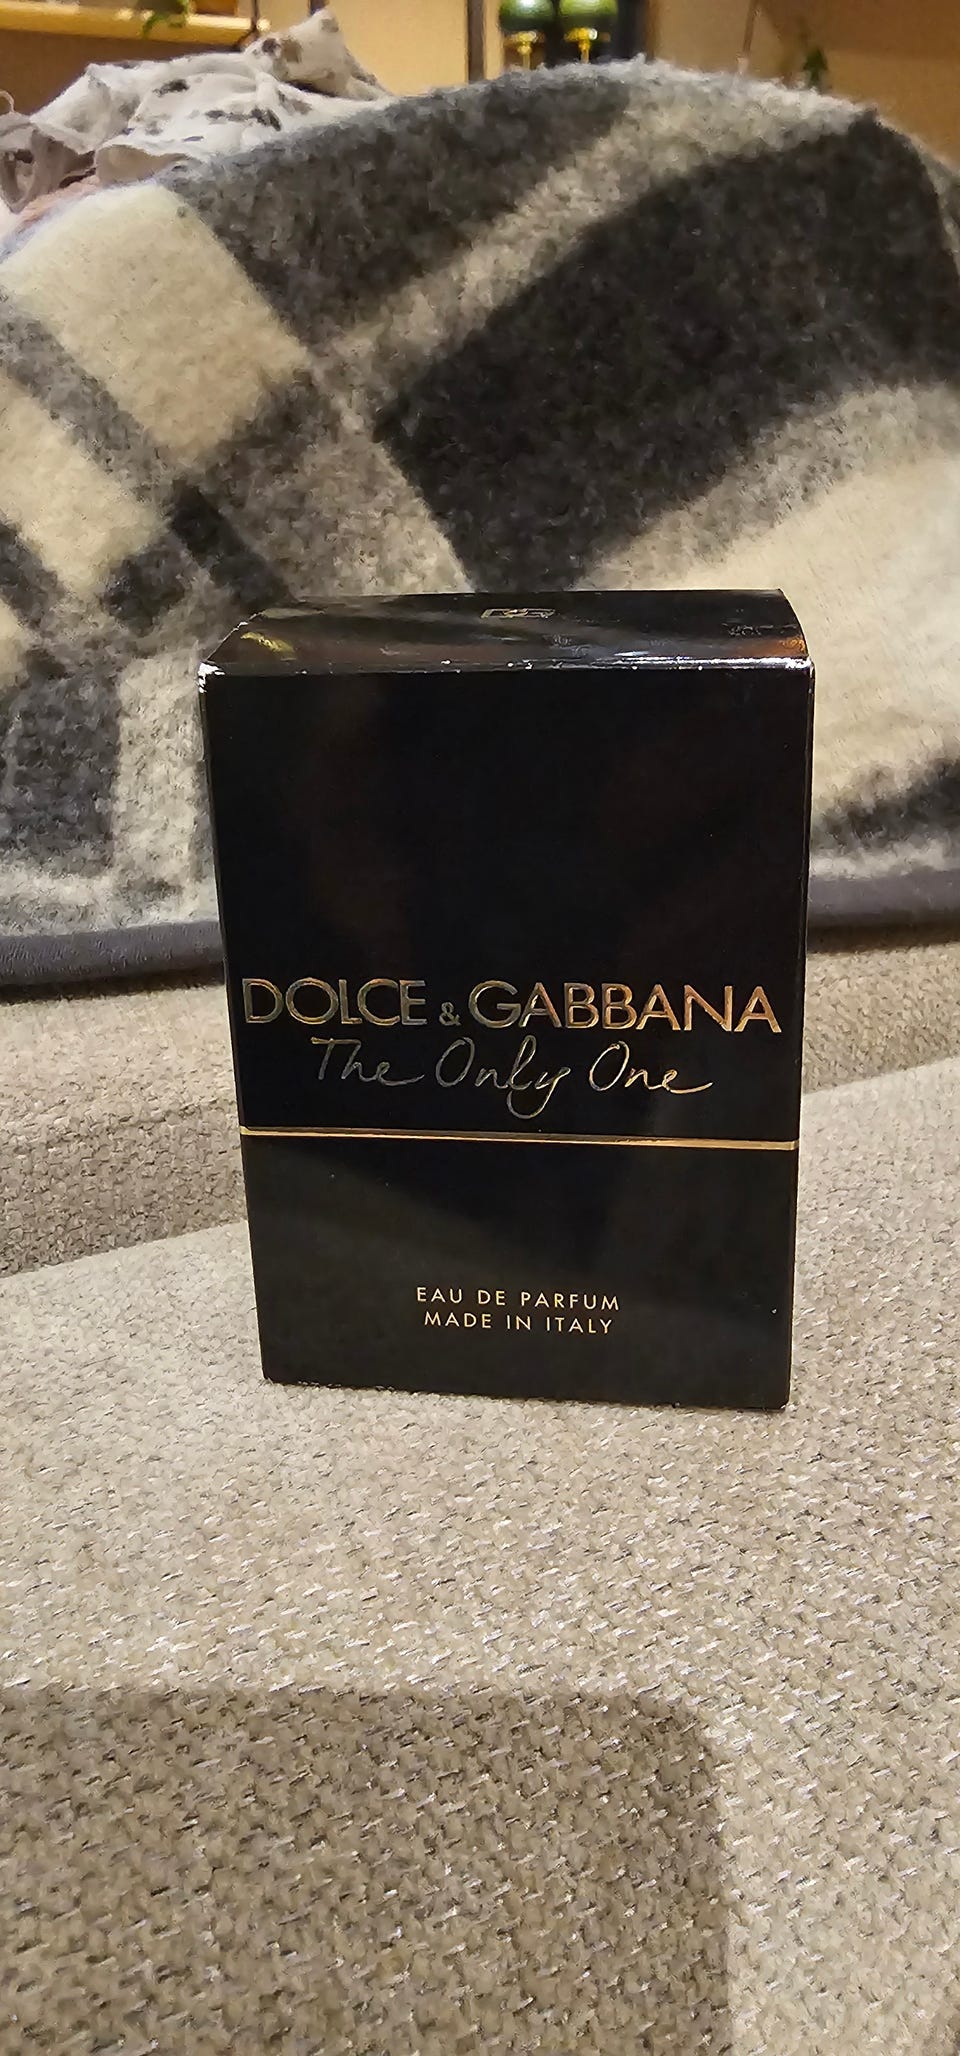 DOLCE & GABBANA
The Only One
EAU DE PARFUM
MADE IN ITALY